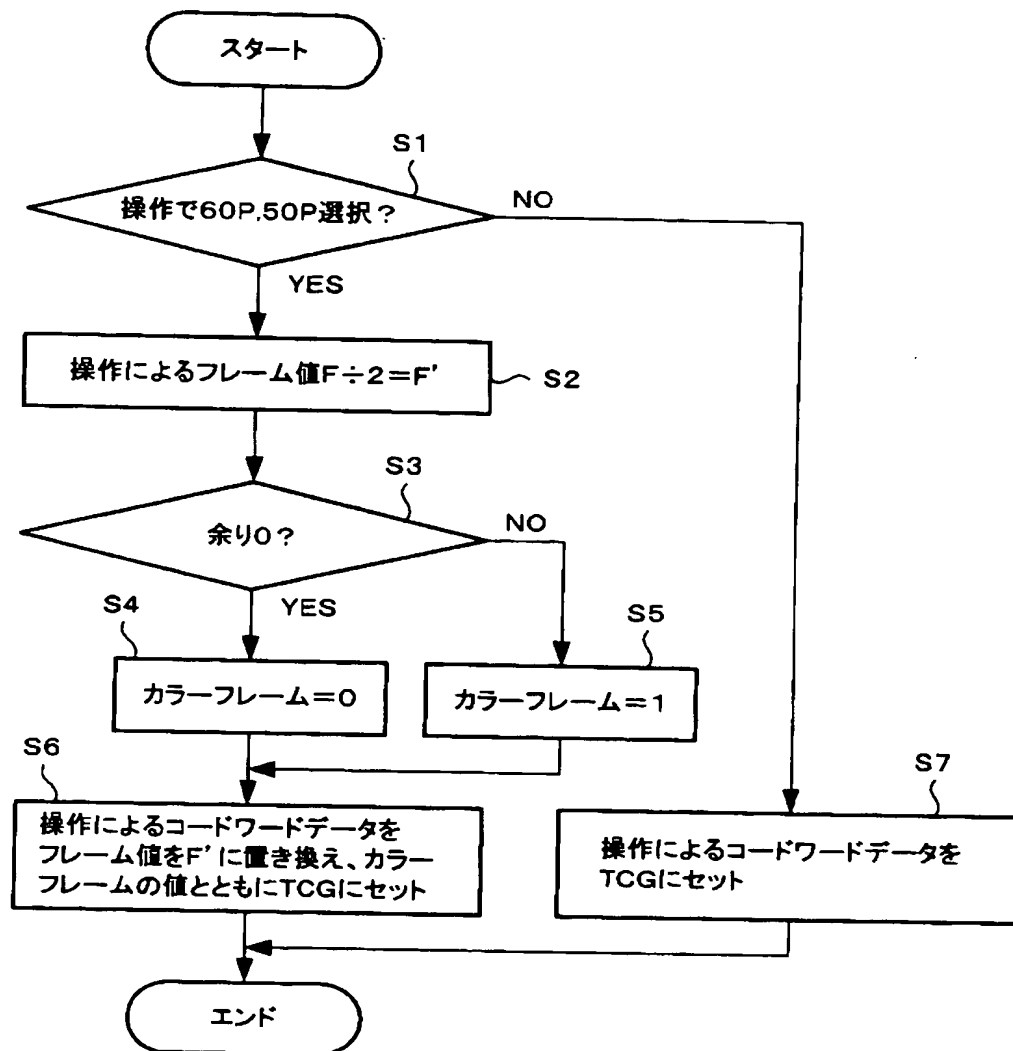 スタート
S1
操作で60P,50P選択？
NO
YES
操作によるフレーム値F÷2＝F'
S2
S3
余り0？
NO
YES
S4
カラーフレーム＝0
S5
カラーフレーム＝1
S6
操作によるコードワードデータを
フレーム値をF'に置き換え、カラー
フレームの値とともにTCGにセット
S7
操作によるコードワードデータを
TCGにセット
エンド